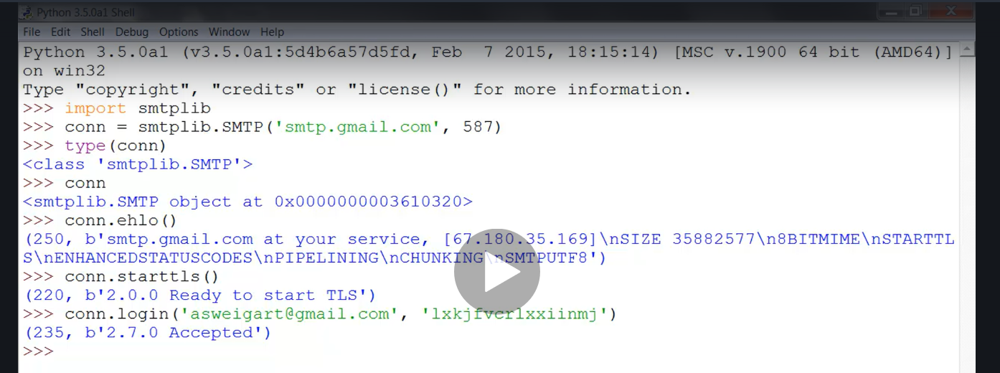 Python 3.5.0a1 Shell
File Edit Shell Debug Options Window Help
Python 3.5.0a1 (v3.5.0a1:5d4b6a57d5fd, Feb  7 2015, 18:15:14) [MSC v.1900 64 bit (AMD64)]
on win32
Type "copyright", "credits" or "license()" for more information.
>>> import smtplib
>>> conn = smtplib.SMTP('smtp.gmail.com', 587)
>>> type(conn)
<class 'smtplib.SMTP'>
>>> conn
<smtplib.SMTP object at 0x0000000003610320>
>>> conn.ehlo()
(250, b'smtp.gmail.com at your service, [67.180.35.169]\nSIZE 35882577\n8BITMIME\nSTARTTL
S\nENHANCEDSTATUSCODES\nPIPELINING\nCHUNKING\nSMTPUTF8')
>>> conn.starttls()
(220, b'2.0.0 Ready to start TLS')
>>> conn.login('asweigart@gmail.com', 'lxkjfvcrlxxiinmj')
(235, b'2.7.0 Accepted')
>>>